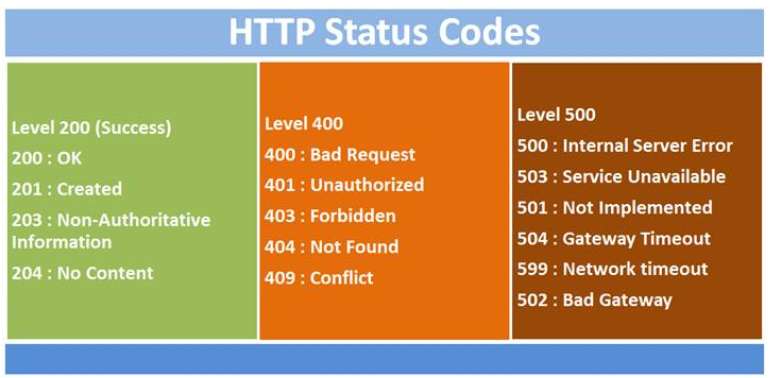 HTTP Status Codes
Level 200 (Success)
200 : OK
201 : Created
203 : Non-Authoritative
Information
204 : No Content
Level 400
400 : Bad Request
401 : Unauthorized
403 : Forbidden
404 : Not Found
409 : Conflict
Level 500
500 : Internal Server Error
503 : Service Unavailable
501 : Not Implemented
504 : Gateway Timeout
599 : Network timeout
502 : Bad Gateway